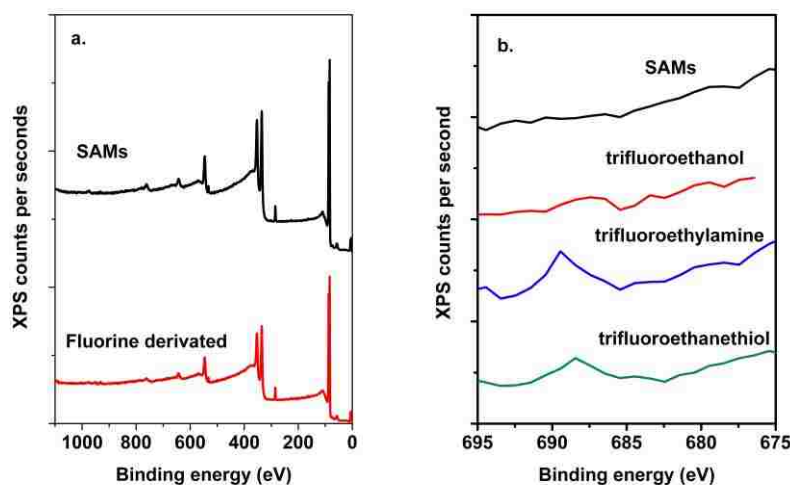 a.
SAMs
Fluorine derivated
XPS counts per seconds
1000 800 600 400 200 0
Binding energy (eV)
b.
SAMs
trifluoroethanol
trifluoroethylamine
trifluoroethanethiol
XPS counts per second
695 690 685 680 675
Binding energy (eV)